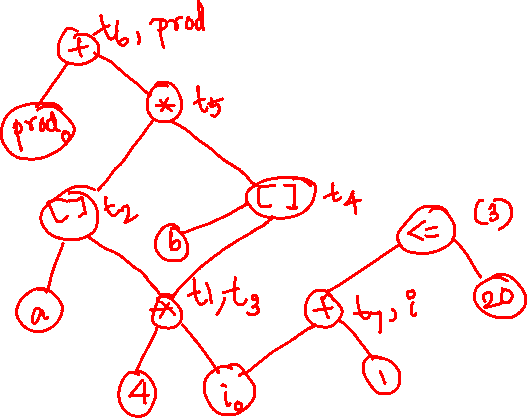 + t6, prod
prod0
* t5
[ ] t2
[ ] t4
b
<= (3)
a
* t1, t3
+ t7, i
20
4
i0
1